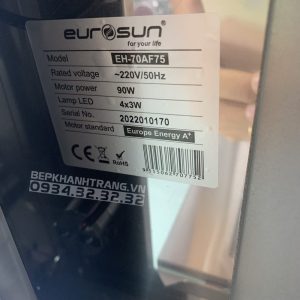 eurosun®
for your life
Model EH-70AF75
Rated voltage ~220V/50Hz
Motor power 90W
Lamp LED 4x3W
Serial No. 2022010170
Motor standard Europe Energy A+
CE RoHS
BEPKHANHTRANG.VN
0934.32.32.32